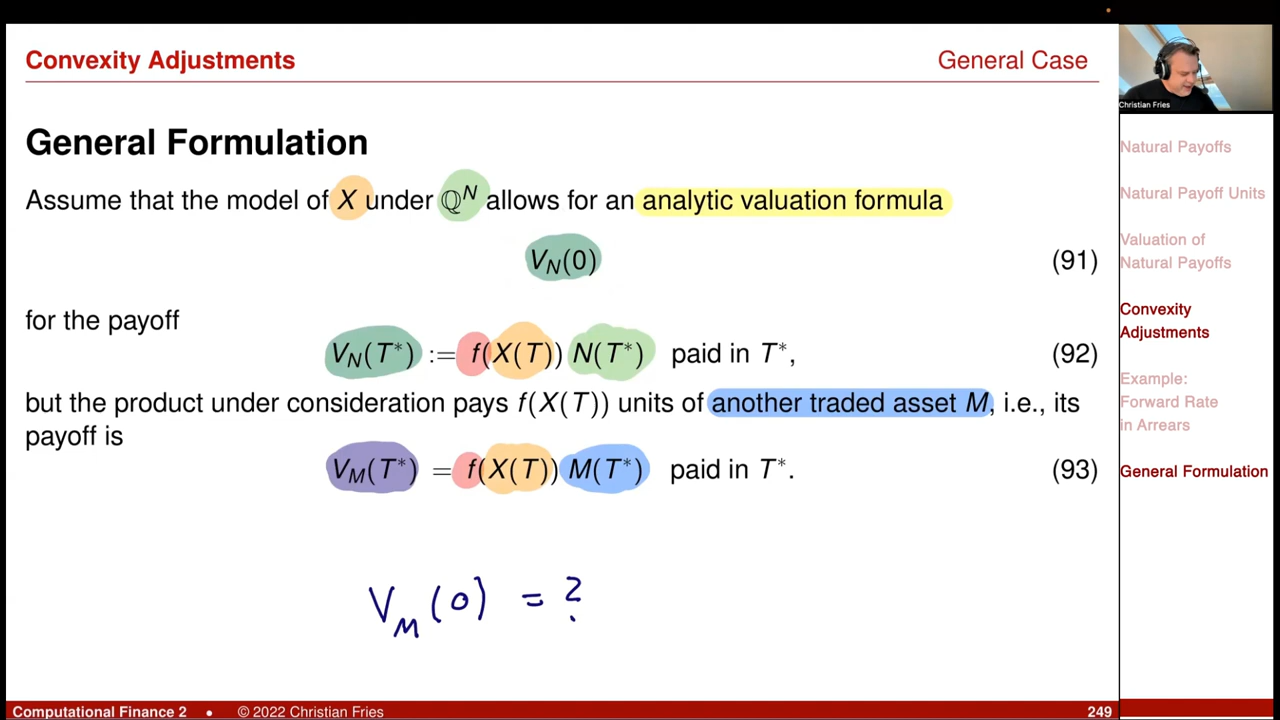 Convexity Adjustments
General Case
General Formulation
Assume that the model of X under ℚᴺ allows for an analytic valuation formula
V_N(0) (91)
for the payoff
V_N(T*) := f(X(T)) N(T*) paid in T*, (92)
but the product under consideration pays f(X(T)) units of another traded asset M, i.e., its
payoff is
V_M(T*) = f(X(T)) M(T*) paid in T*. (93)
V_M(0) = ?
Computational Finance 2 • © 2022 Christian Fries 249
Christian Fries
Natural Payoffs
Natural Payoff Units
Valuation of
Natural Payoffs
Convexity
Adjustments
Example:
Forward Rate
in Arrears
General Formulation